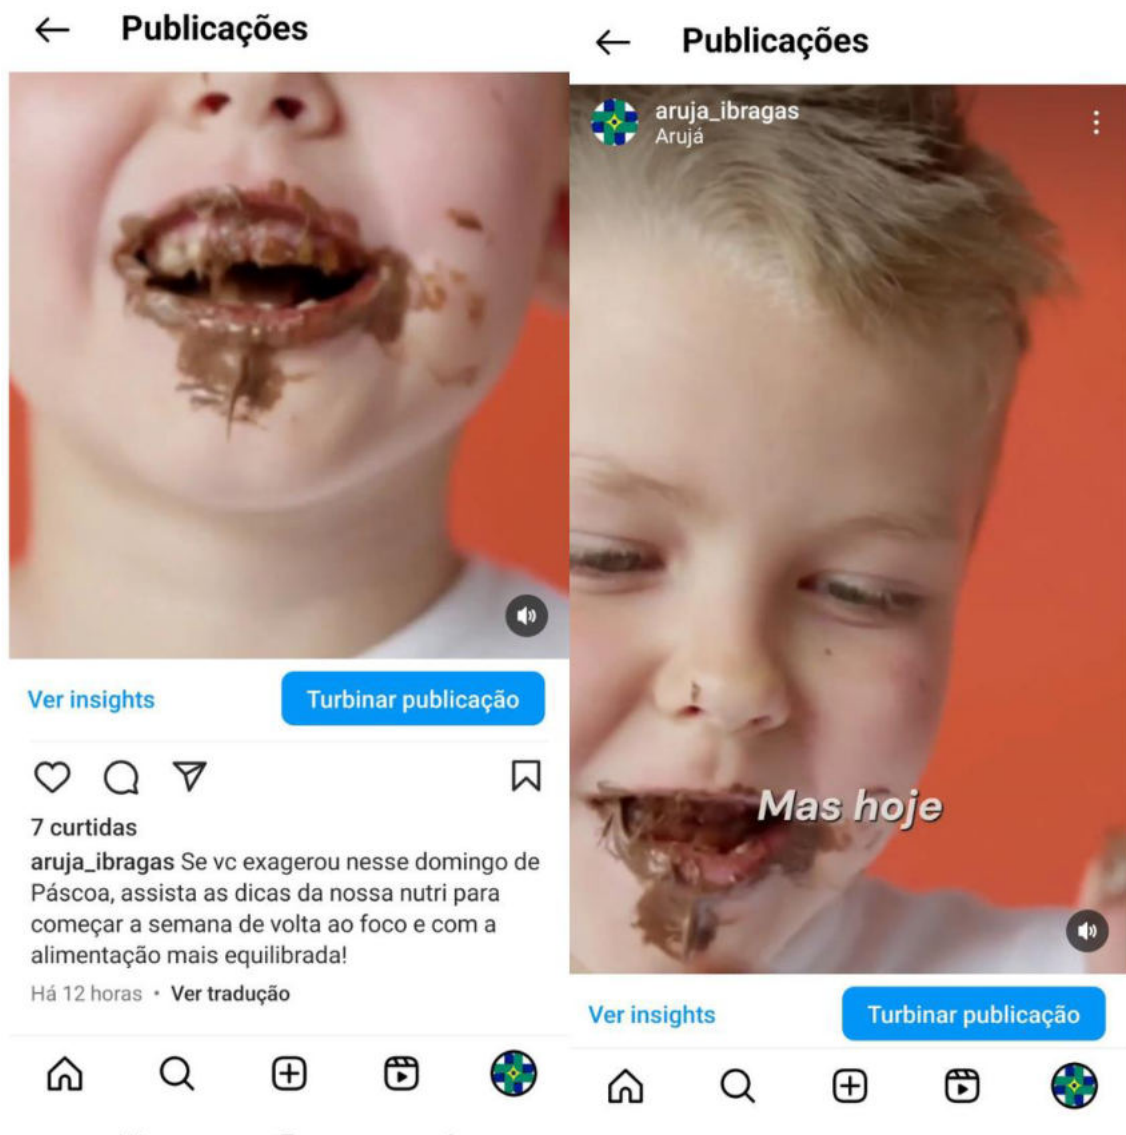 Publicações
Ver insights
Turbinar publicação
7 curtidas
aruja_ibragas Se vc exagerou nesse domingo de
Páscoa, assista as dicas da nossa nutri para
começar a semana de volta ao foco e com a
alimentação mais equilibrada!
Há 12 horas • Ver tradução
Publicações
aruja_ibragas
Arujá
Mas hoje
Ver insights
Turbinar publicação